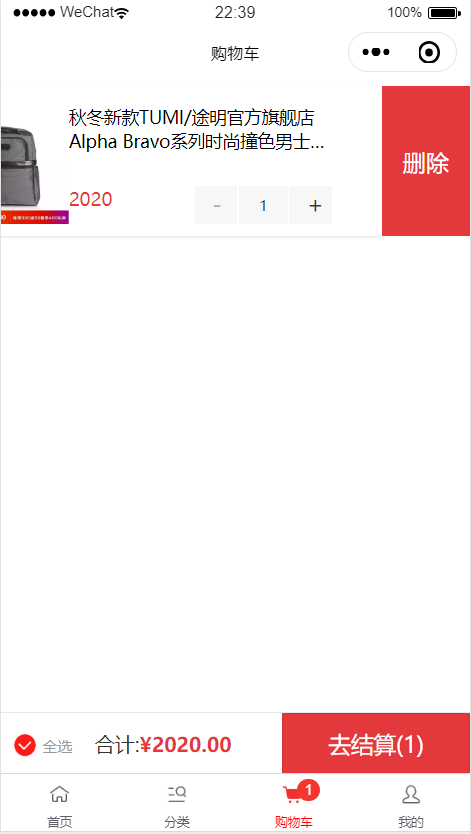 WeChat 22:39 100%
购物车
秋冬新款TUMI/途明官方旗舰店
Alpha Bravo系列时尚撞色男士...
2020
- 1 +
删除
全选 合计:¥2020.00 去结算(1)
1
首页 分类 购物车 我的